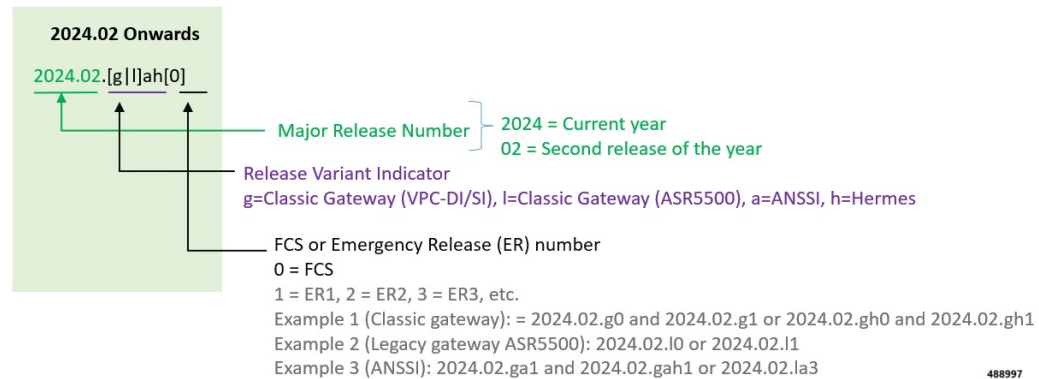 2024.02 Onwards
2024.02.[g|l]ah[0]
Major Release Number
2024 = Current year
02 = Second release of the year
Release Variant Indicator
g=Classic Gateway (VPC-DI/SI), l=Classic Gateway (ASR5500), a=ANSSI, h=Hermes
FCS or Emergency Release (ER) number
0 = FCS
1 = ER1, 2 = ER2, 3 = ER3, etc.
Example 1 (Classic gateway): = 2024.02.g0 and 2024.02.g1 or 2024.02.gh0 and 2024.02.gh1
Example 2 (Legacy gateway ASR5500): 2024.02.l0 or 2024.02.l1
Example 3 (ANSSI): 2024.02.ga1 and 2024.02.gah1 or 2024.02.la3
488997